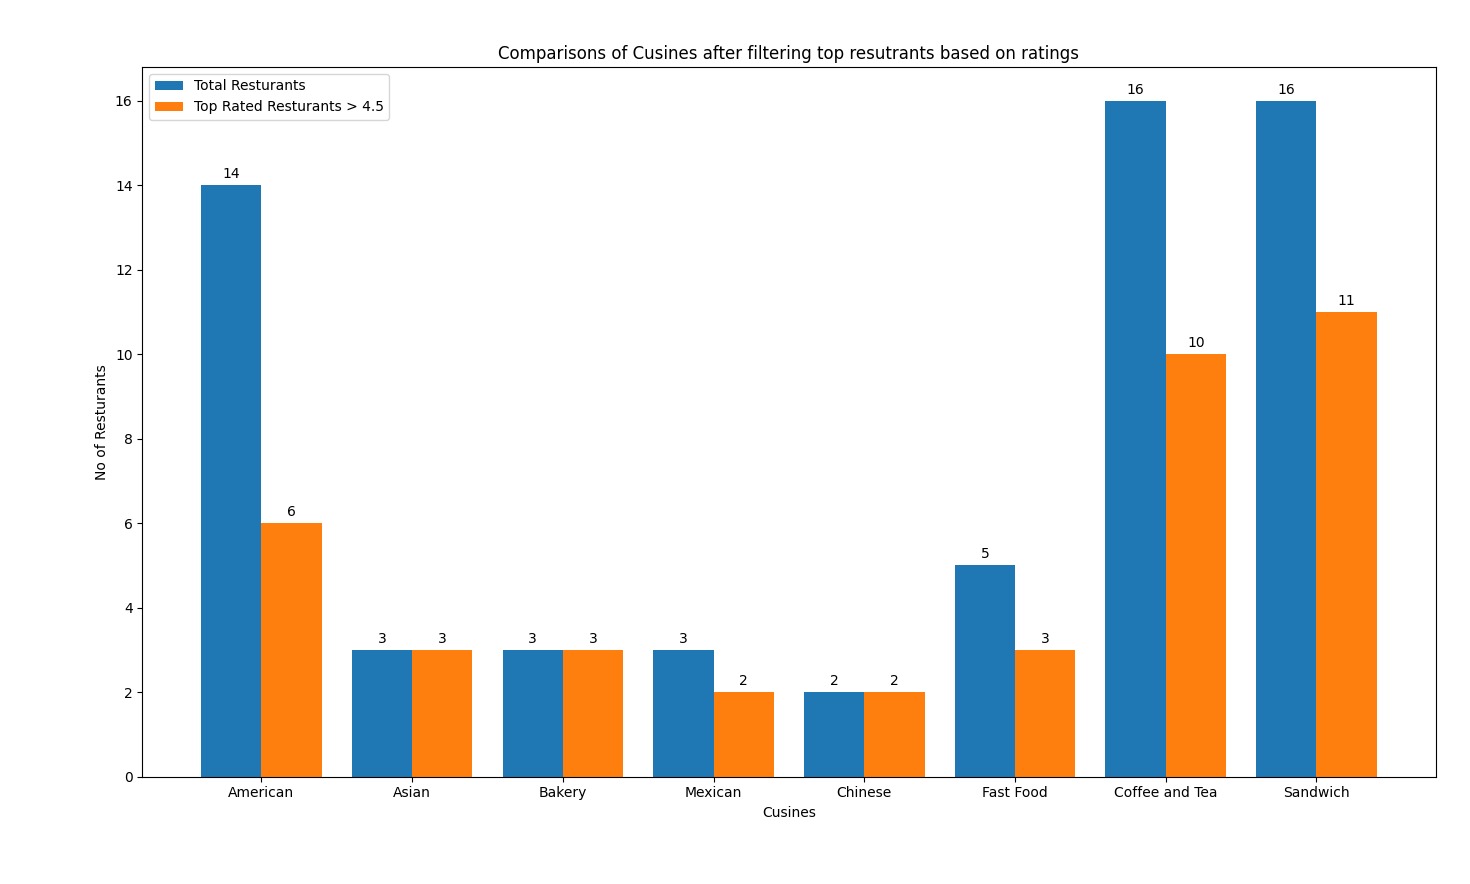 Comparisons of Cusines after filtering top resutrants based on ratings
Total Resturants
Top Rated Resturants > 4.5
No of Resturants
16
14
12
10
8
6
4
2
0
14
6
3
3
3
3
3
2
2
2
5
3
16
10
16
11
American
Asian
Bakery
Mexican
Chinese
Fast Food
Coffee and Tea
Sandwich
Cusines